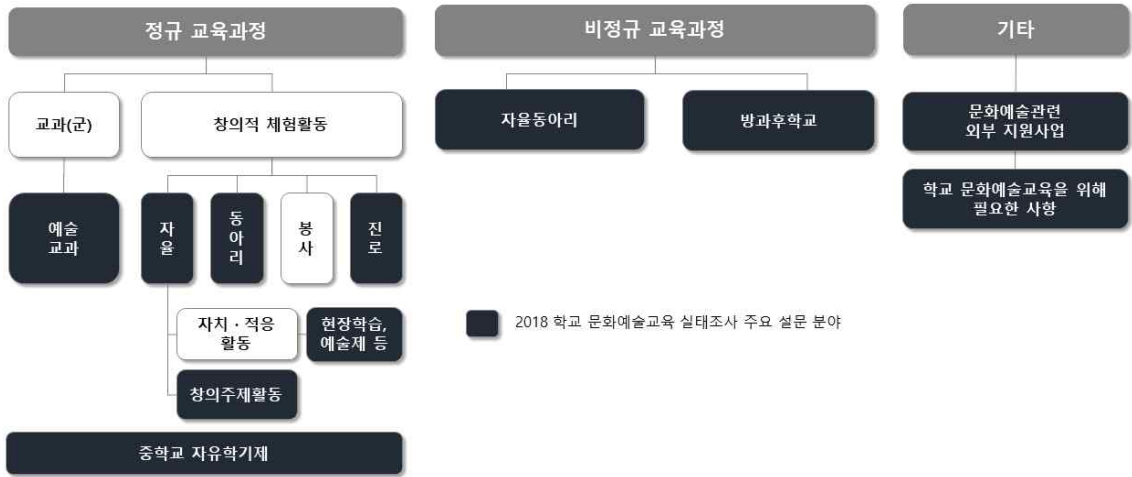 정규 교육과정
비정규 교육과정
기타
교과(군)
창의적 체험활동
자율동아리
방과후학교
문화예술관련
외부 지원사업
예술
교과
자율
동아리
봉사
진로
학교 문화예술교육을 위해
필요한 사항
자치·적응
활동
현장학습,
예술제 등
창의주제활동
2018 학교 문화예술교육 실태조사 주요 설문 분야
중학교 자유학기제